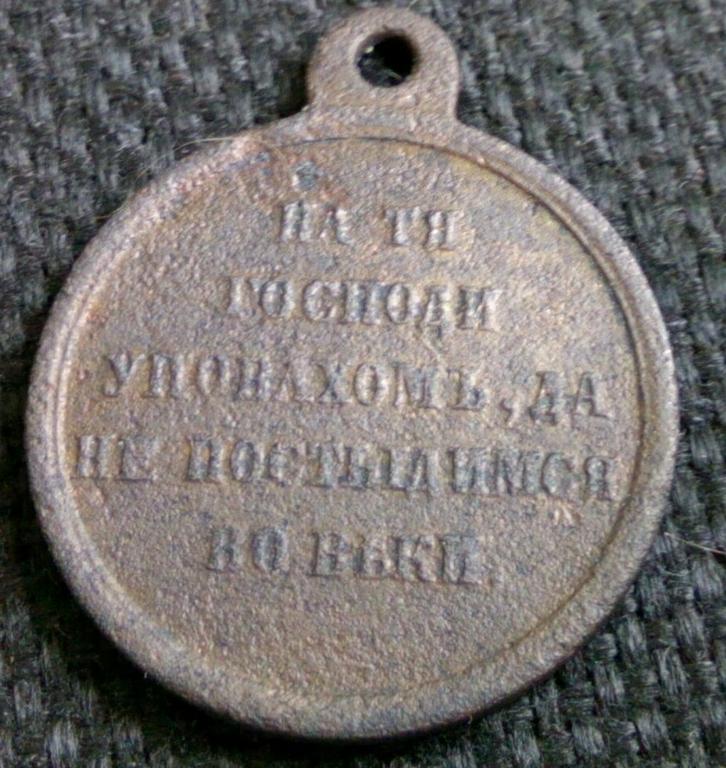 НА ТЯ
ГОСПОДИ
УПОВАХОМЪ, ДА
НЕ ПОСТЫДИМСЯ
ВО ВѢКИ